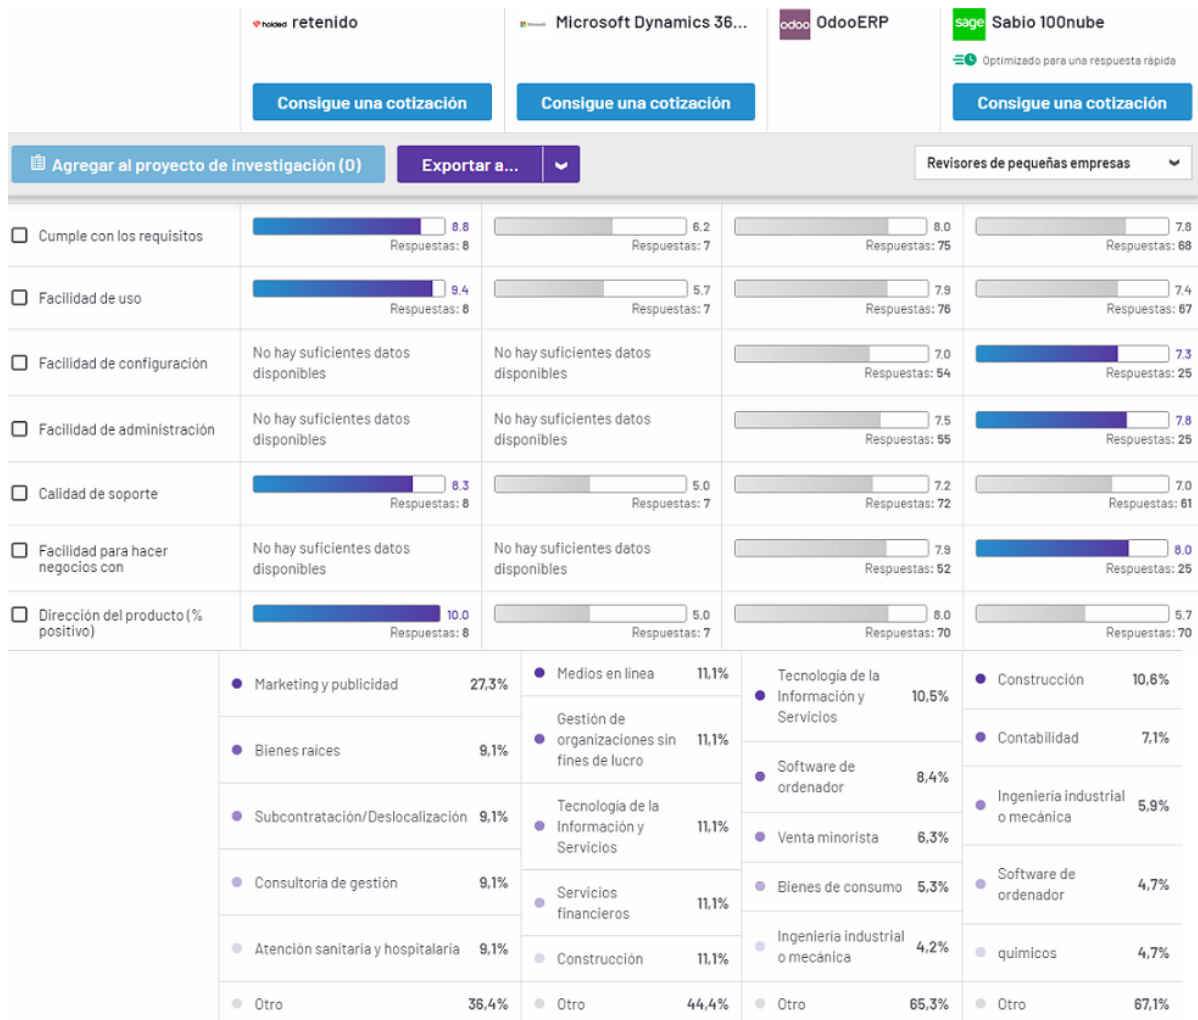 holded retenido
Microsoft Microsoft Dynamics 36...
odoo OdooERP
sage Sabio 100nube
Optimizado para una respuesta rápida
Consigue una cotización
Consigue una cotización
Consigue una cotización
Agregar al proyecto de investigación (0)
Exportar a...
Revisores de pequeñas empresas
Cumple con los requisitos
8.8
Respuestas: 8
6.2
Respuestas: 7
8.0
Respuestas: 75
7.8
Respuestas: 68
Facilidad de uso
9.4
Respuestas: 8
5.7
Respuestas: 7
7.9
Respuestas: 76
7.4
Respuestas: 67
Facilidad de configuración
No hay suficientes datos
disponibles
No hay suficientes datos
disponibles
7.0
Respuestas: 54
7.3
Respuestas: 25
Facilidad de administración
No hay suficientes datos
disponibles
No hay suficientes datos
disponibles
7.5
Respuestas: 55
7.8
Respuestas: 25
Calidad de soporte
8.3
Respuestas: 8
5.0
Respuestas: 7
7.2
Respuestas: 72
7.0
Respuestas: 61
Facilidad para hacer
negocios con
No hay suficientes datos
disponibles
No hay suficientes datos
disponibles
7.9
Respuestas: 52
8.0
Respuestas: 25
Dirección del producto (%
positivo)
10.0
Respuestas: 8
5.0
Respuestas: 7
8.0
Respuestas: 70
5.7
Respuestas: 70
Marketing y publicidad 27,3%
Bienes raíces 9,1%
Subcontratación/Deslocalización 9,1%
Consultoría de gestión 9,1%
Atención sanitaria y hospitalaria 9,1%
Otro 36,4%
Medios en línea 11,1%
Gestión de
organizaciones sin 11,1%
fines de lucro
Tecnología de la
Información y 11,1%
Servicios
Servicios
financieros 11,1%
Construcción 11,1%
Otro 44,4%
Tecnología de la
Información y 10,5%
Servicios
Software de
ordenador 8,4%
Venta minorista 6,3%
Bienes de consumo 5,3%
Ingeniería industrial
o mecánica 4,2%
Otro 65,3%
Construcción 10,6%
Contabilidad 7,1%
Ingeniería industrial
o mecánica 5,9%
Software de
ordenador 4,7%
químicos 4,7%
Otro 67,1%